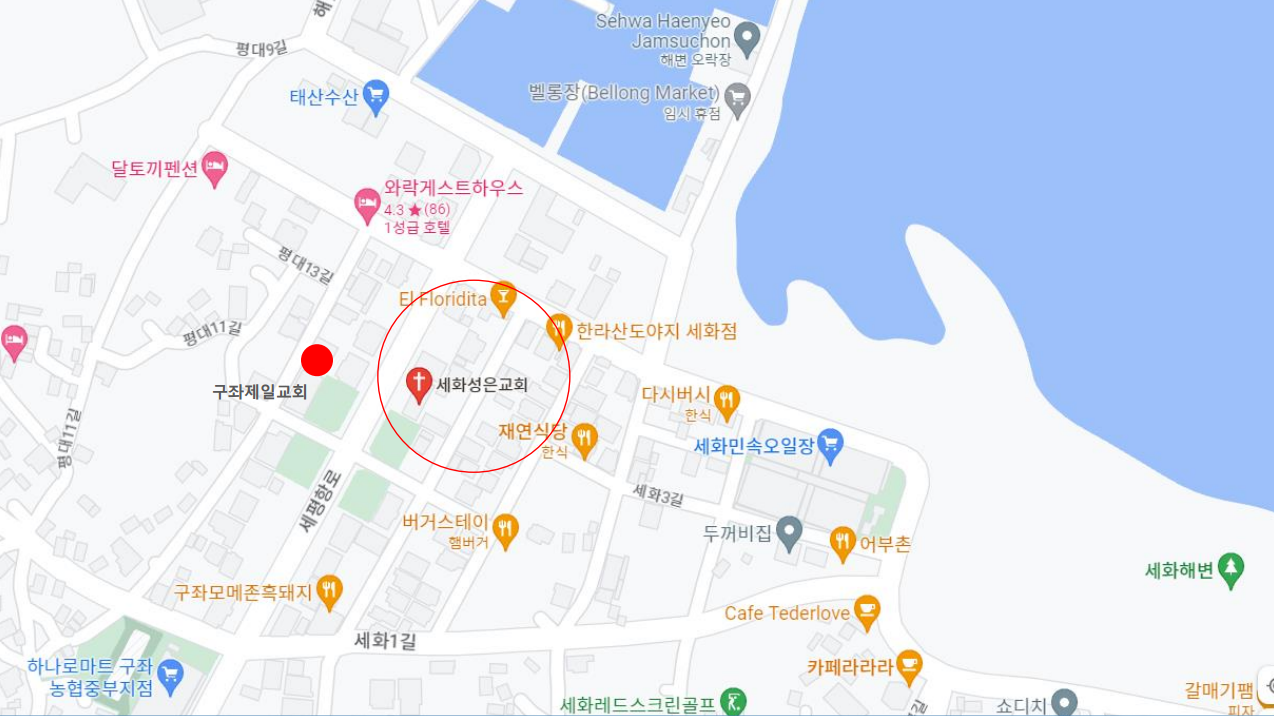 해
Sehwa Haenyeo
Jamsuchon
해변 오락장
평대9길
벨롱장(Bellong Market)
임시 휴점
태산수산
달토끼펜션
와락게스트하우스
4.3 ★ (86)
1성급 호텔
평대13길
El Floridita
평대11길
한라산도야지 세화점
구좌제일교회
세화성은교회
다시버시
한식
재연식당
한식
세화민속오일장
평대11길
세평항로
세화3길
버거스테이
햄버거
두꺼비집
어부촌
세화해변
구좌모메존흑돼지
Cafe Tederlove
세화1길
하나로마트 구좌
농협중부지점
카페라라라
갈매기팸
피자
세화레드스크린골프
쇼디치
길